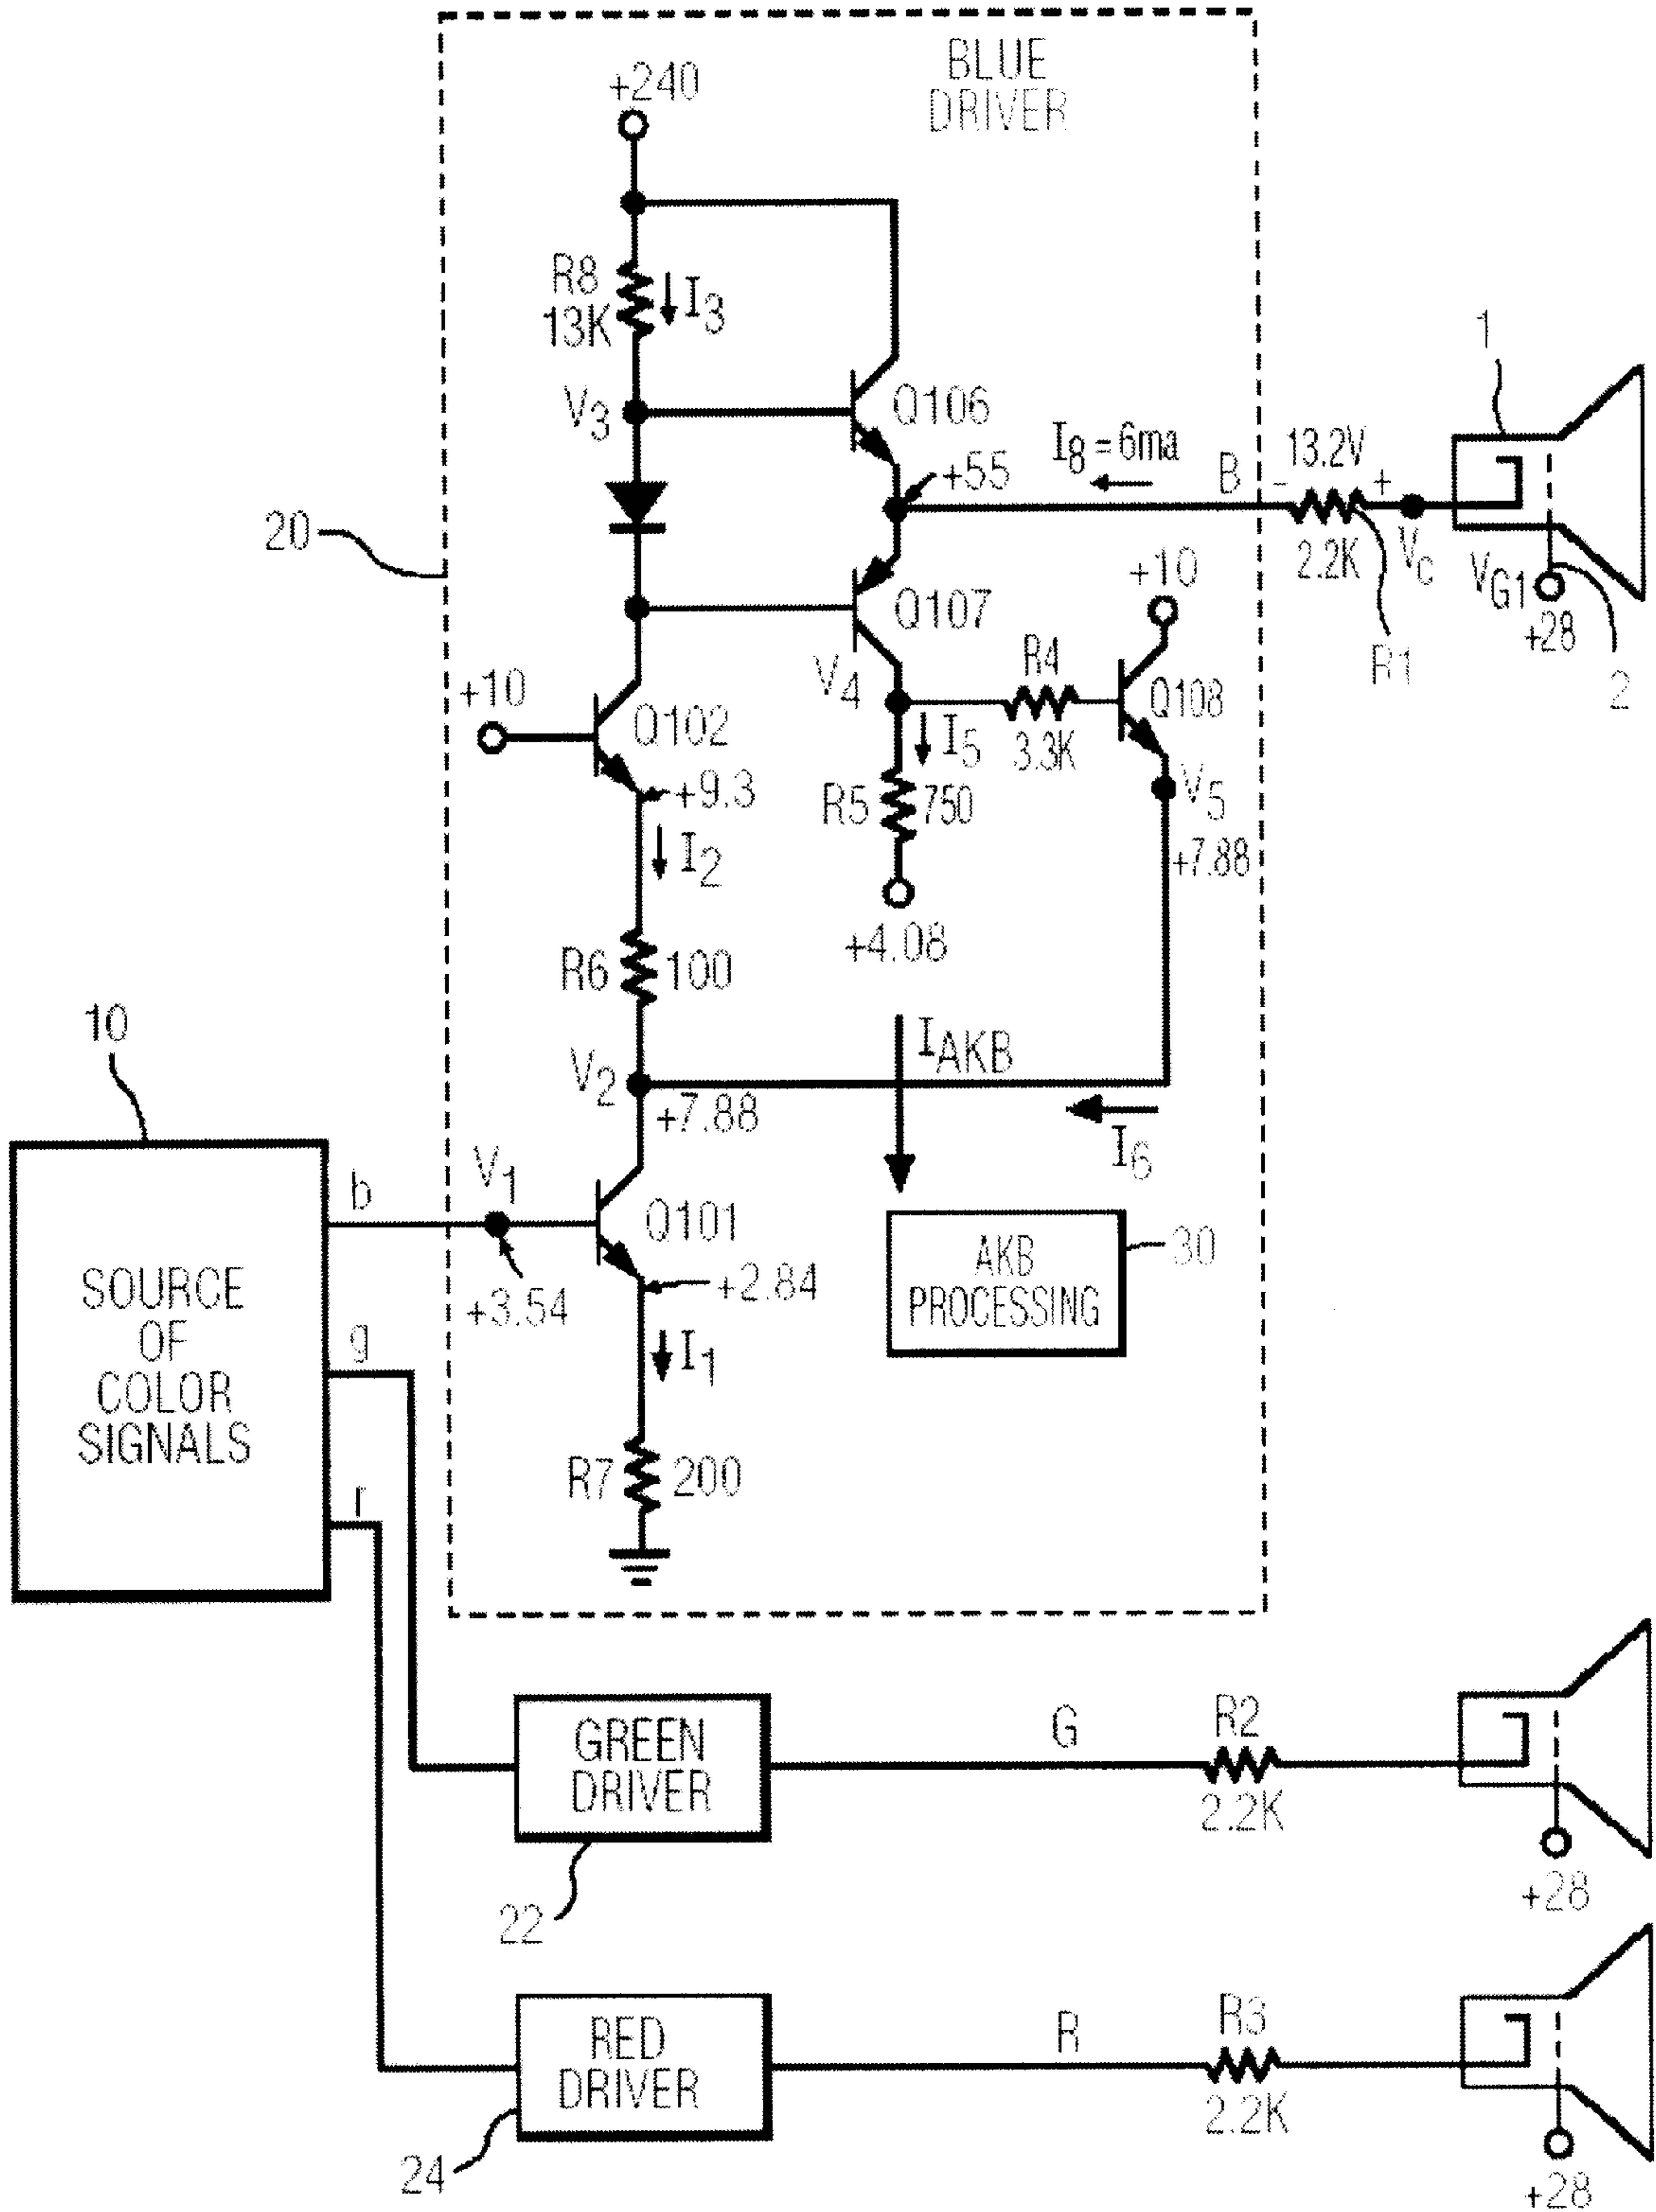 BLUE
DRIVER
+240
R8
13K
I3
V3
Q106
+55
I8 = 6ma
B
- 13.2V +
2.2K
R1
VC
VG1
+28
1
2
20
Q107
V4
+10
Q102
+9.3
I2
R4
3.3K
+10
Q108
V5
+7.88
I5
R5
750
+4.08
R6
100
IAKB
V2
+7.88
I6
10
SOURCE
OF
COLOR
SIGNALS
b
g
r
V1
+3.54
Q101
+2.84
I1
AKB
PROCESSING
30
R7
200
GREEN
DRIVER
22
G
R2
2.2K
+28
RED
DRIVER
24
R
R3
2.2K
+28